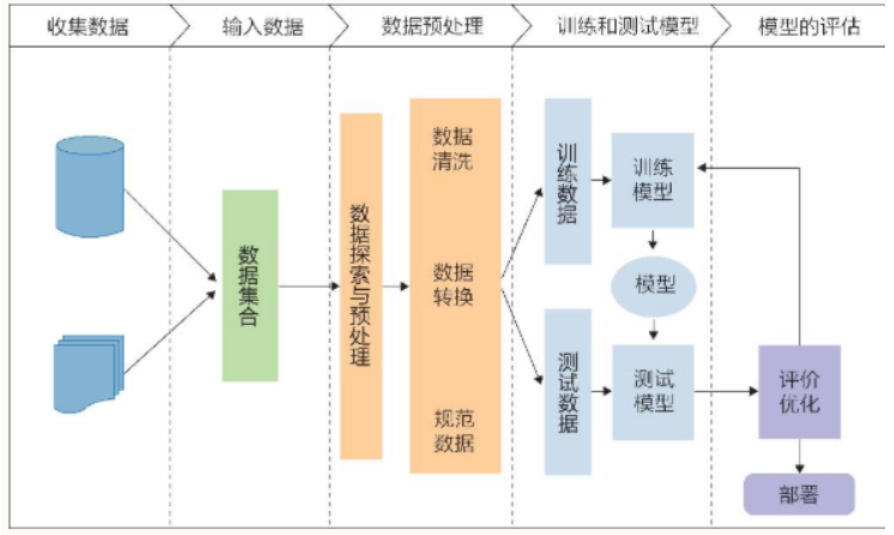 收集数据
输入数据
数据预处理
训练和测试模型
模型的评估
数据集合
数据探索与预处理
数据
清洗
数据
转换
规范
数据
训练数据
训练
模型
模型
测试数据
测试
模型
评价
优化
部署